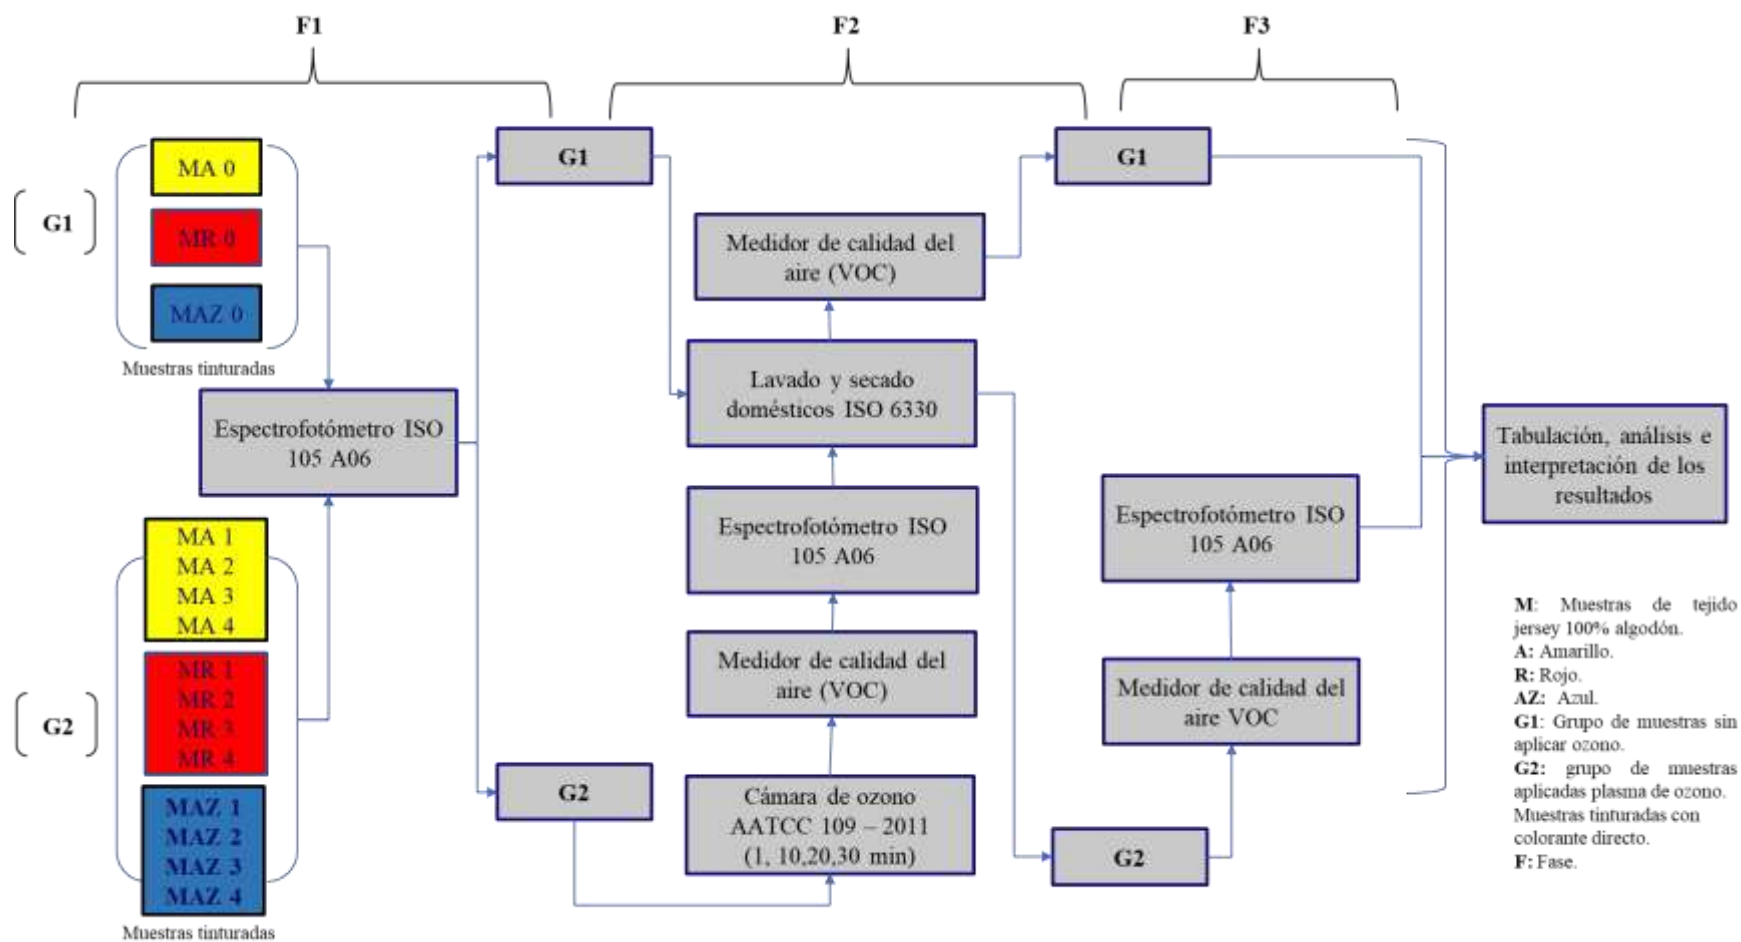 F1
F2
F3
G1
MA 0
MR 0
MAZ 0
Muestras tinturadas
Espectrofotómetro ISO
105 A06
G2
MA 1
MA 2
MA 3
MA 4
MR 1
MR 2
MR 3
MR 4
MAZ 1
MAZ 2
MAZ 3
MAZ 4
Muestras tinturadas
G1
G2
Medidor de calidad del
aire (VOC)
Lavado y secado
domésticos ISO 6330
Espectrofotómetro ISO
105 A06
Medidor de calidad del
aire (VOC)
Cámara de ozono
AATCC 109 – 2011
(1, 10,20,30 min)
G1
Espectrofotómetro ISO
105 A06
Medidor de calidad del
aire VOC
G2
Tabulación, análisis e
interpretación de los
resultados
M: Muestras de tejido
jersey 100% algodón.
A: Amarillo.
R: Rojo.
AZ: Azul.
G1: Grupo de muestras sin
aplicar ozono.
G2: grupo de muestras
aplicadas plasma de ozono.
Muestras tinturadas con
colorante directo.
F: Fase.